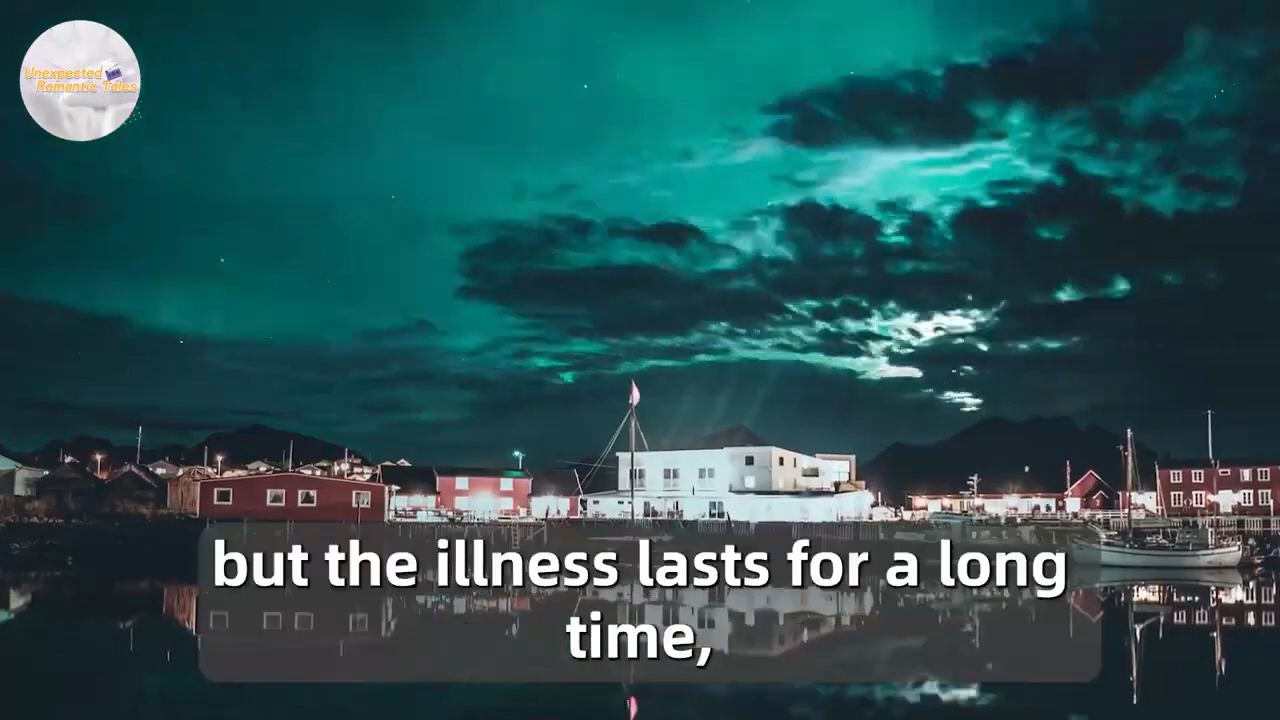 Unexpected
Romantic Tales
but the illness lasts for a long
time,